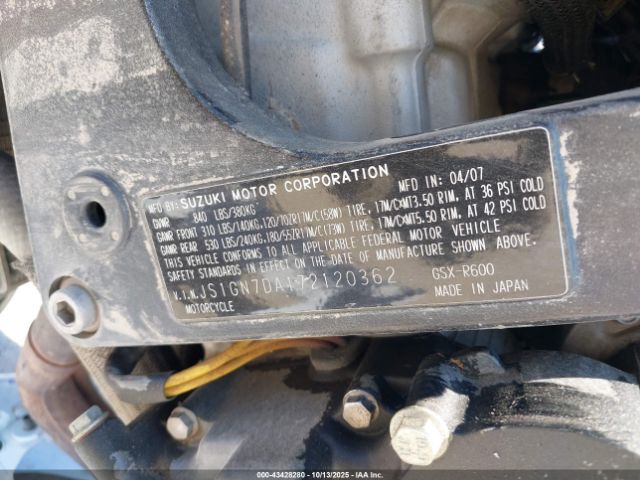 MFD BY: SUZUKI MOTOR CORPORATION MFD IN: 04/07
GVWR 840 LBS/380KG
GAWR FRONT 310 LBS/140KG, 120/70ZR17M/C(58W) TIRE, 17M/CxMT3.50 RIM, AT 36 PSI COLD
GAWR REAR 530 LBS/240KG, 180/55ZR17M/C(73W) TIRE, 17M/CxMT5.50 RIM, AT 42 PSI COLD
THIS VEHICLE CONFORMS TO ALL APPLICABLE FEDERAL MOTOR VEHICLE
SAFETY STANDARDS IN EFFECT ON THE DATE OF MANUFACTURE SHOWN ABOVE.
V.I.N. JS1GN7DA172120362 GSX-R600
MOTORCYCLE MADE IN JAPAN
000-43428280 - 10/13/2025 - IAA Inc.